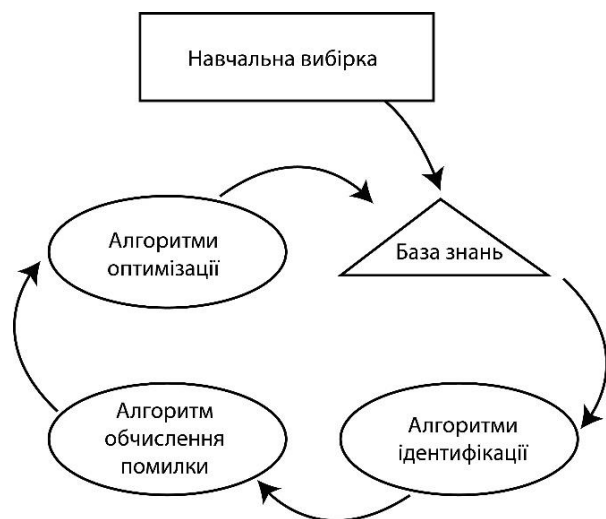 Навчальна вибірка
Алгоритми
оптимізації
База знань
Алгоритм
обчислення
помилки
Алгоритми
ідентифікації